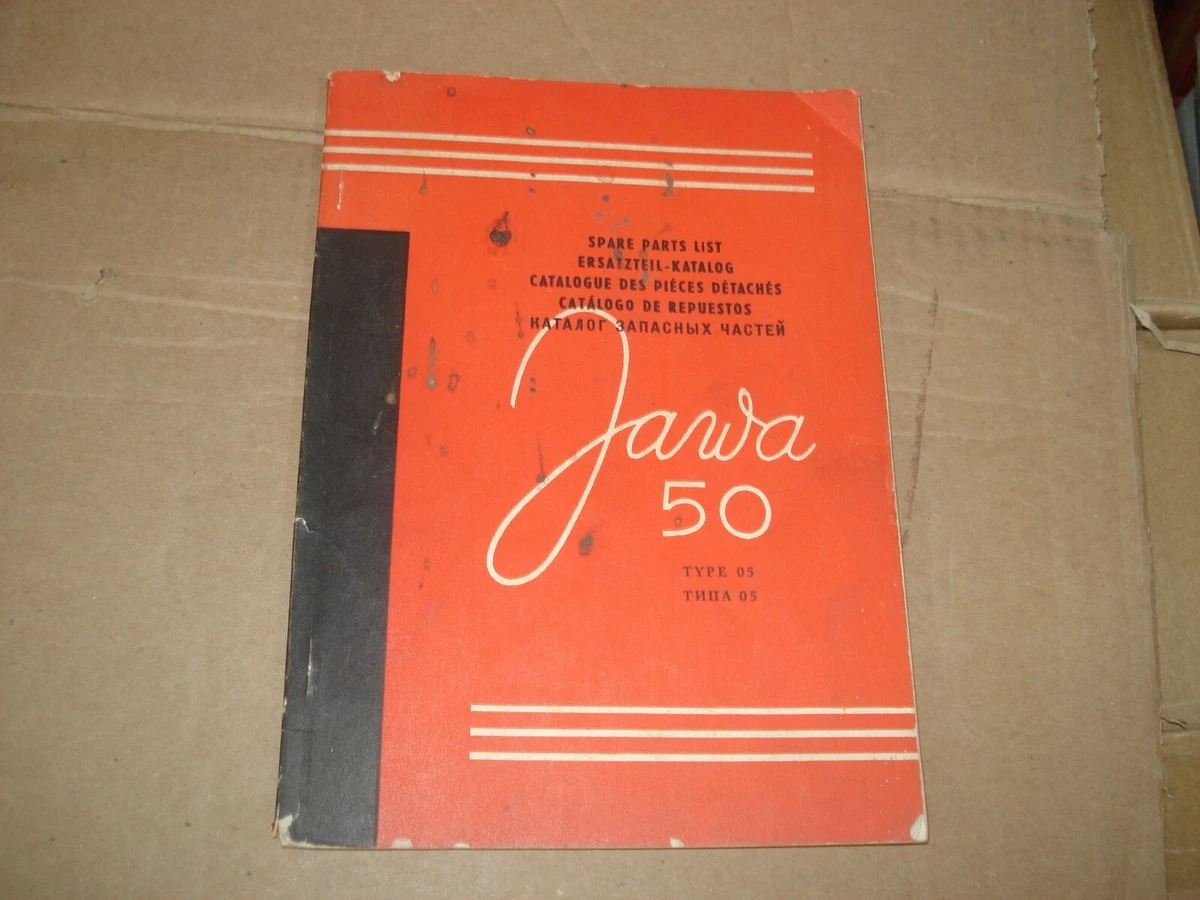 SPARE PARTS LIST
ERSATZTEIL-KATALOG
CATALOGUE DES PIÉCES DÉTACHÉS
CATÁLOGO DE REPUESTOS
КАТАЛОГ ЗАПАСНЫХ ЧАСТЕЙ
Jawa
50
TYPE 05
ТИПА 05